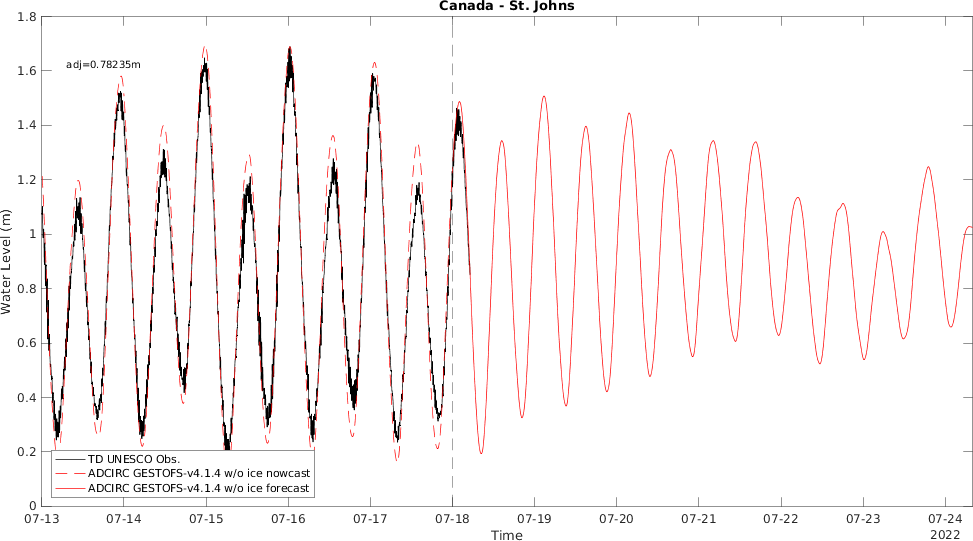 Canada - St. Johns
1.8
1.6
1.4
1.2
1
0.8
0.6
0.4
0.2
0
Water Level (m)
adj=0.78235m
TD UNESCO Obs.
ADCIRC GESTOFS-v4.1.4 w/o ice nowcast
ADCIRC GESTOFS-v4.1.4 w/o ice forecast
07-13 07-14 07-15 07-16 07-17 07-18 07-19 07-20 07-21 07-22 07-23 07-24
2022
Time